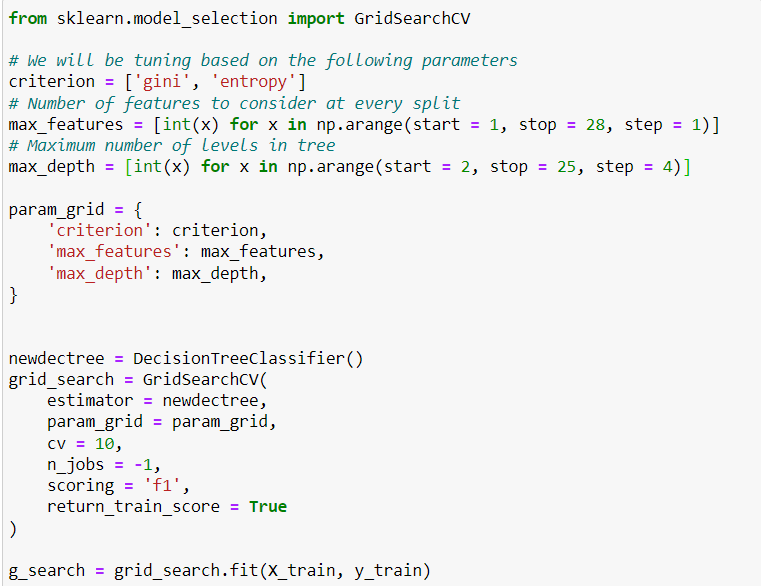 from sklearn.model_selection import GridSearchCV
# We will be tuning based on the following parameters
criterion = ['gini', 'entropy']
# Number of features to consider at every split
max_features = [int(x) for x in np.arange(start = 1, stop = 28, step = 1)]
# Maximum number of levels in tree
max_depth = [int(x) for x in np.arange(start = 2, stop = 25, step = 4)]
param_grid = {
    'criterion': criterion,
    'max_features': max_features,
    'max_depth': max_depth,
}
newdectree = DecisionTreeClassifier()
grid_search = GridSearchCV(
    estimator = newdectree,
    param_grid = param_grid,
    cv = 10,
    n_jobs = -1,
    scoring = 'f1',
    return_train_score = True
)
g_search = grid_search.fit(X_train, y_train)